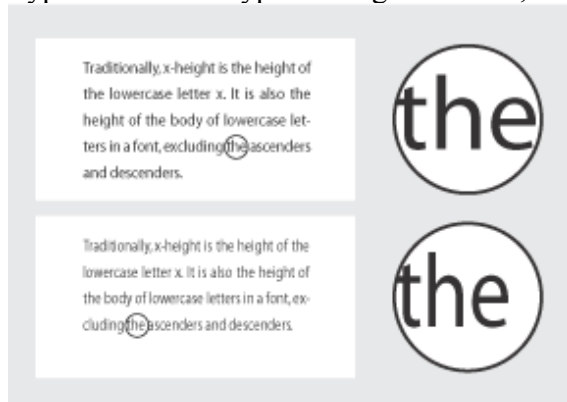 Traditionally, x-height is the height of
the lowercase letter x. It is also the
height of the body of lowercase let-
ters in a font, excluding the ascenders
and descenders.
the
Traditionally, x-height is the height of the
lowercase letter x. It is also the height of
the body of lowercase letters in a font, ex-
cluding the ascenders and descenders.
the